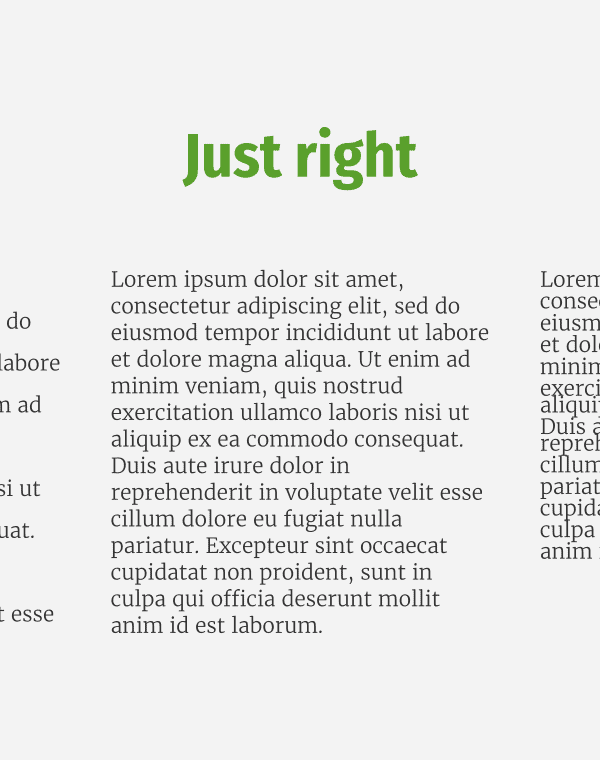 Just right
do
labore
ad
si ut
uat.
t esse
Lorem ipsum dolor sit amet,
consectetur adipiscing elit, sed do
eiusmod tempor incididunt ut labore
et dolore magna aliqua. Ut enim ad
minim veniam, quis nostrud
exercitation ullamco laboris nisi ut
aliquip ex ea commodo consequat.
Duis aute irure dolor in
reprehenderit in voluptate velit esse
cillum dolore eu fugiat nulla
pariatur. Excepteur sint occaecat
cupidatat non proident, sunt in
culpa qui officia deserunt mollit
anim id est laborum.
Lorem
conse
eiusm
et dol
minim
exerci
aliqui
Duis a
repreh
cillum
pariat
cupida
culpa
anim